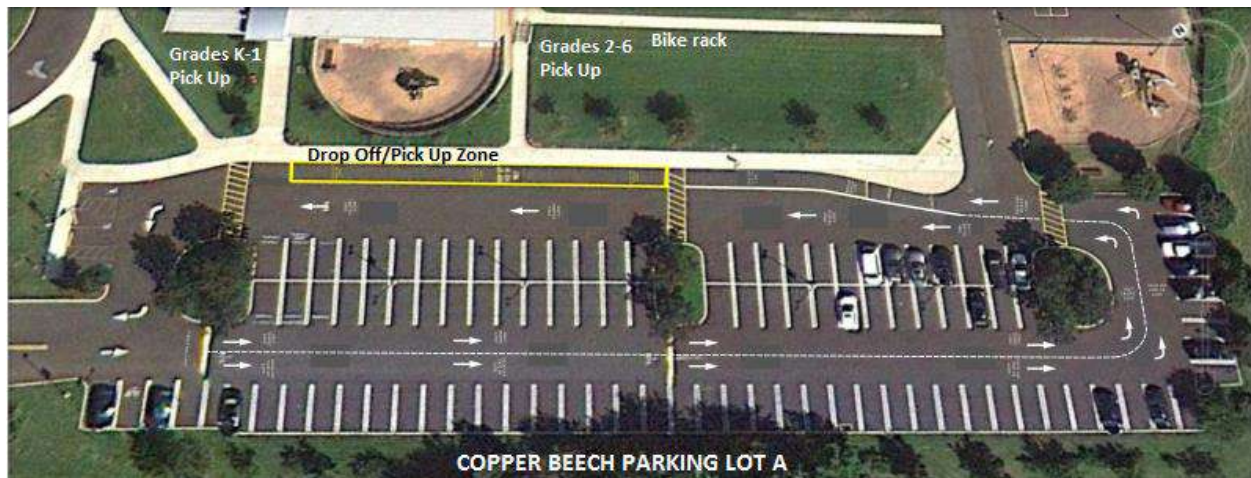 Grades K-1
Pick Up
Grades 2-6
Pick Up
Bike rack
N
Drop Off/Pick Up Zone
COPPER BEECH PARKING LOT A